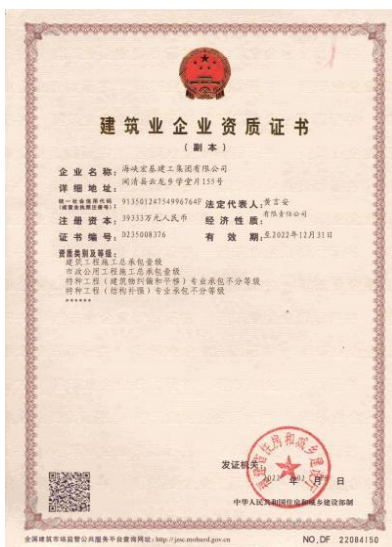 建筑业企业资质证书
(副本)
企业名称：海峡宏基建工集团有限公司
详细地址：闽清县云龙乡学堂月155号
统一社会信用代码
(或营业执照注册号)：91350124754996764F 法定代表人：黄言安
注册资本：39333万元人民币 经济性质：有限责任公司
证书编号：D235008376 有效期：至2022年12月31日
资质类别及等级：
建筑工程施工总承包壹级
市政公用工程施工总承包壹级
特种工程(建筑物纠偏和平移)专业承包不分等级
特种工程(结构补强)专业承包不分等级
******
发证机关：
年 月 日
中华人民共和国住房和城乡建设部制
全国建筑市场监管公共服务平台查询网址：http://jzsc.mohurd.gov.cn
NO.DF 22084150